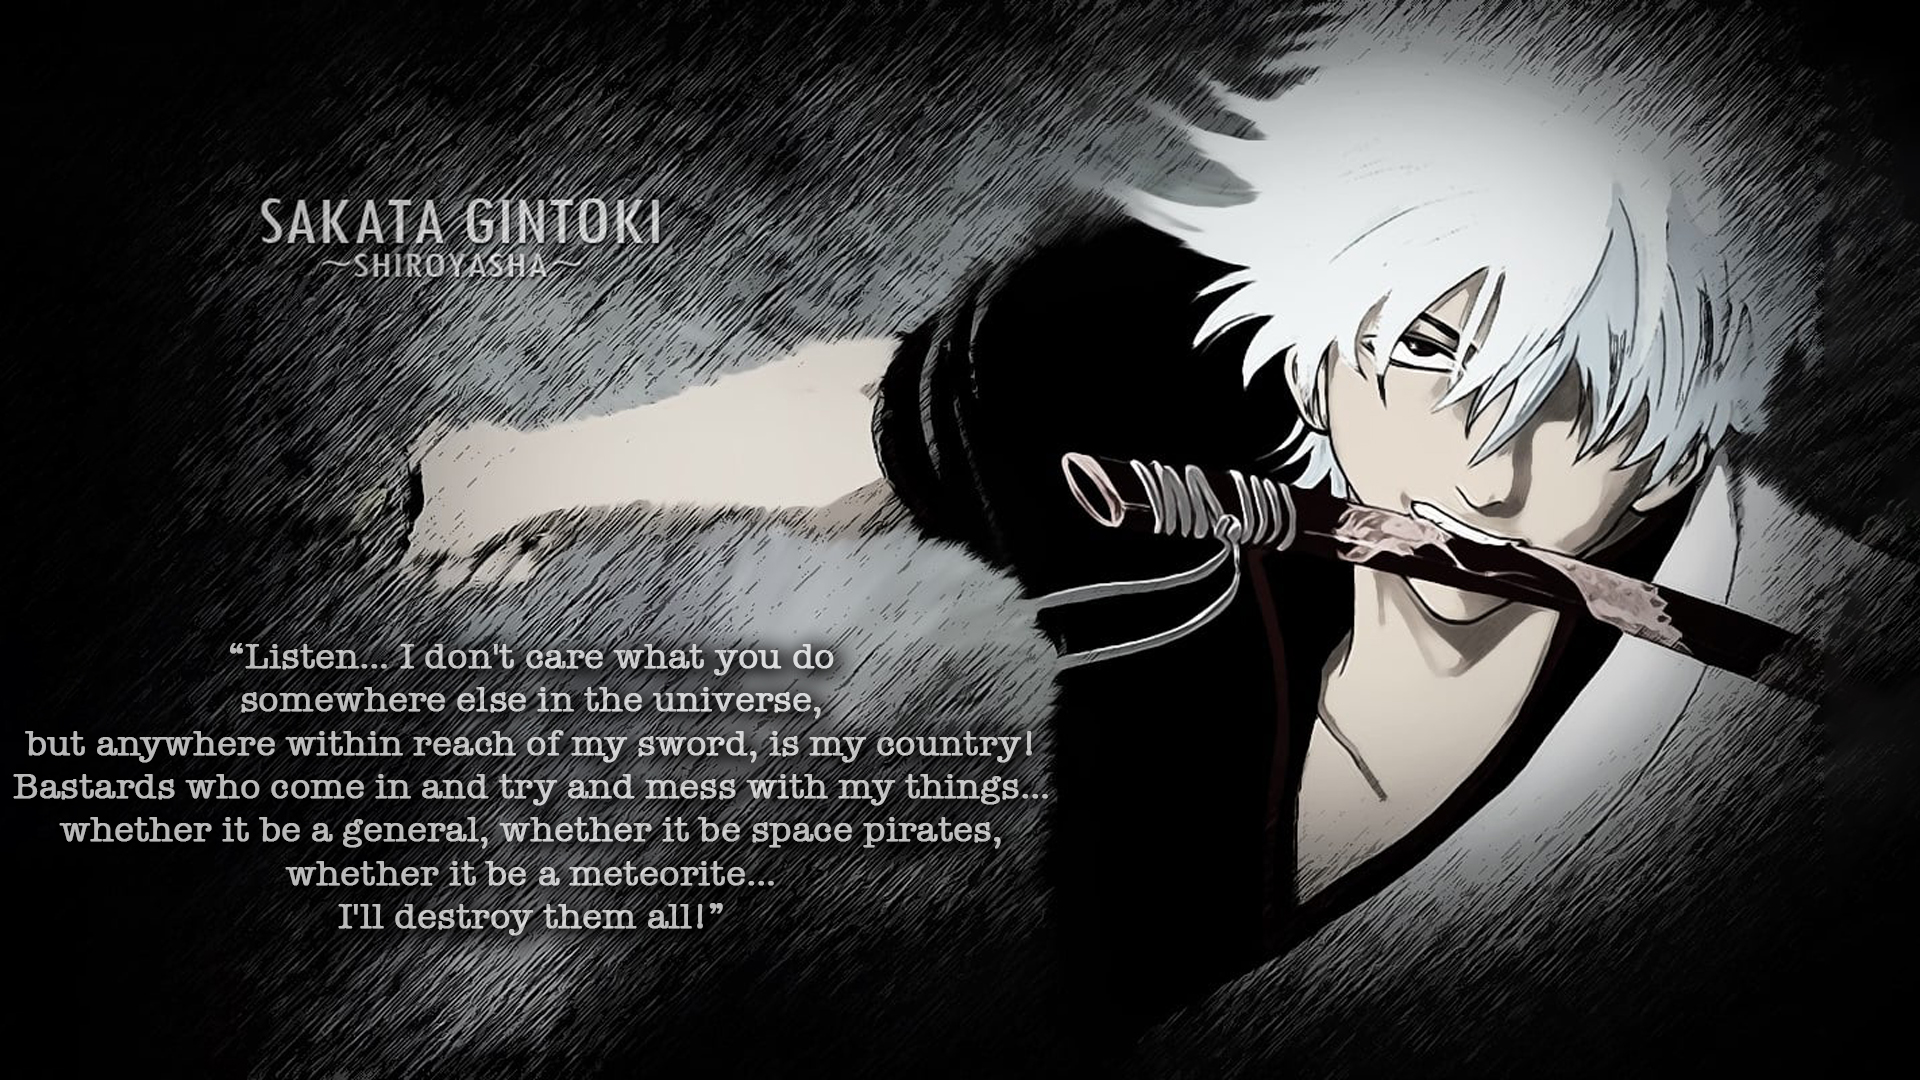 SAKATA GINTOKI
~SHIROYASHA~
“Listen... I don't care what you do
somewhere else in the universe,
but anywhere within reach of my sword, is my country!
Bastards who come in and try and mess with my things...
whether it be a general, whether it be space pirates,
whether it be a meteorite...
I'll destroy them all!”